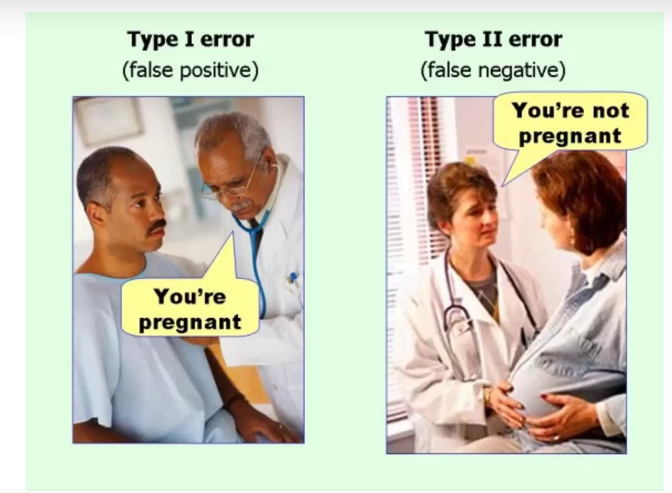 Type I error
(false positive)
You're
pregnant
Type II error
(false negative)
You're not
pregnant